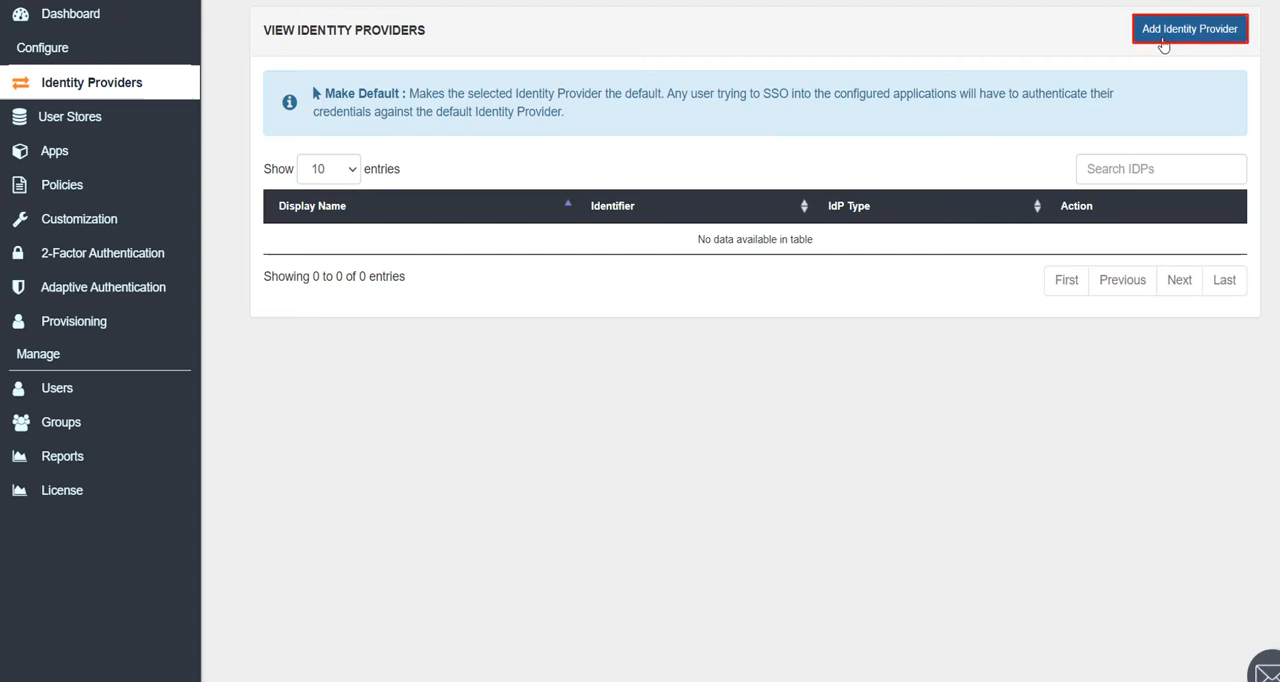 Dashboard
Configure
Identity Providers
User Stores
Apps
Policies
Customization
2-Factor Authentication
Adaptive Authentication
Provisioning
Manage
Users
Groups
Reports
License
VIEW IDENTITY PROVIDERS
Add Identity Provider
Make Default : Makes the selected Identity Provider the default. Any user trying to SSO into the configured applications will have to authenticate their
credentials against the default Identity Provider.
Show 10 entries
Search IDPs
Display Name Identifier IdP Type Action
No data available in table
Showing 0 to 0 of 0 entries
First Previous Next Last